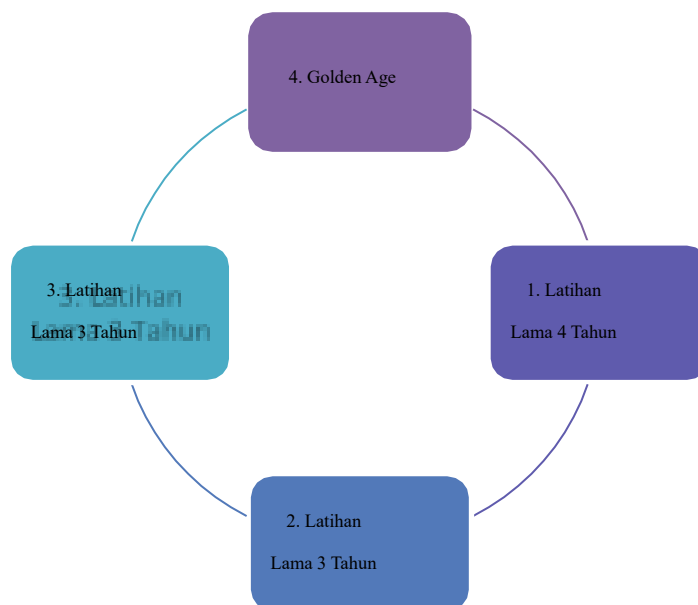 4. Golden Age
3. Latihan
Lama 3 Tahun
1. Latihan
Lama 4 Tahun
2. Latihan
Lama 3 Tahun